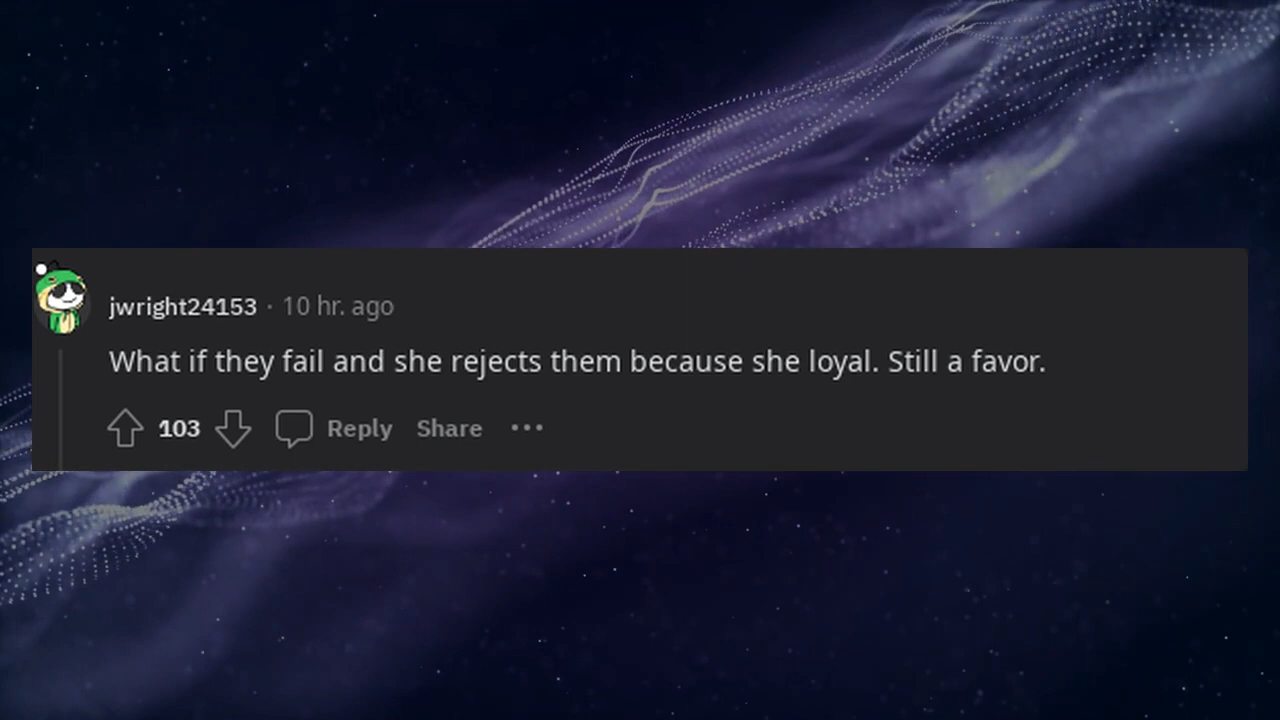 jwright24153 · 10 hr. ago
What if they fail and she rejects them because she loyal. Still a favor.
103 Reply Share •••